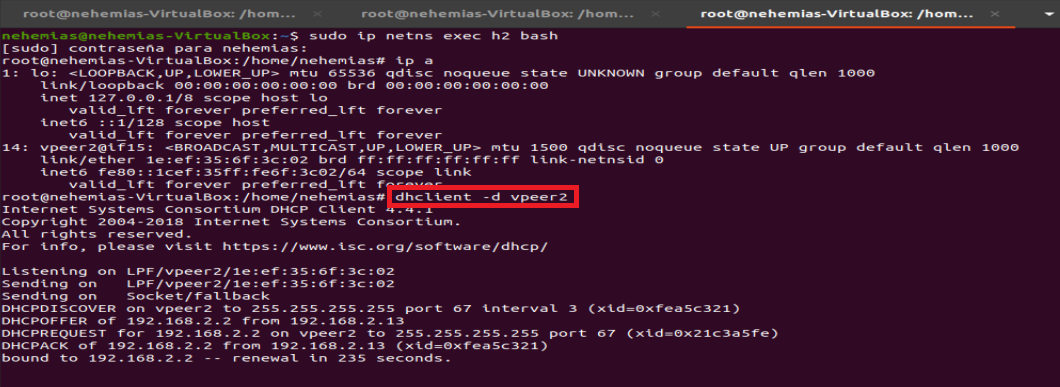 root@nehemias-VirtualBox: /hom... × root@nehemias-VirtualBox: /hom... × root@nehemias-VirtualBox: /hom... ×
nehemias@nehemias-VirtualBox:~$ sudo ip netns exec h2 bash
[sudo] contraseña para nehemias:
root@nehemias-VirtualBox:/home/nehemias# ip a
1: lo: <LOOPBACK,UP,LOWER_UP> mtu 65536 qdisc noqueue state UNKNOWN group default qlen 1000
    link/loopback 00:00:00:00:00:00 brd 00:00:00:00:00:00
    inet 127.0.0.1/8 scope host lo
       valid_lft forever preferred_lft forever
    inet6 ::1/128 scope host
       valid_lft forever preferred_lft forever
14: vpeer2@if15: <BROADCAST,MULTICAST,UP,LOWER_UP> mtu 1500 qdisc noqueue state UP group default qlen 1000
    link/ether 1e:ef:35:6f:3c:02 brd ff:ff:ff:ff:ff:ff link-netnsid 0
    inet6 fe80::1cef:35ff:fe6f:3c02/64 scope link
       valid_lft forever preferred_lft forever
root@nehemias-VirtualBox:/home/nehemias# dhclient -d vpeer2
Internet Systems Consortium DHCP Client 4.4.1
Copyright 2004-2018 Internet Systems Consortium.
All rights reserved.
For info, please visit https://www.isc.org/software/dhcp/

Listening on LPF/vpeer2/1e:ef:35:6f:3c:02
Sending on   LPF/vpeer2/1e:ef:35:6f:3c:02
Sending on   Socket/fallback
DHCPDISCOVER on vpeer2 to 255.255.255.255 port 67 interval 3 (xid=0xfea5c321)
DHCPOFFER of 192.168.2.2 from 192.168.2.13
DHCPREQUEST for 192.168.2.2 on vpeer2 to 255.255.255.255 port 67 (xid=0x21c3a5fe)
DHCPACK of 192.168.2.2 from 192.168.2.13 (xid=0xfea5c321)
bound to 192.168.2.2 -- renewal in 235 seconds.